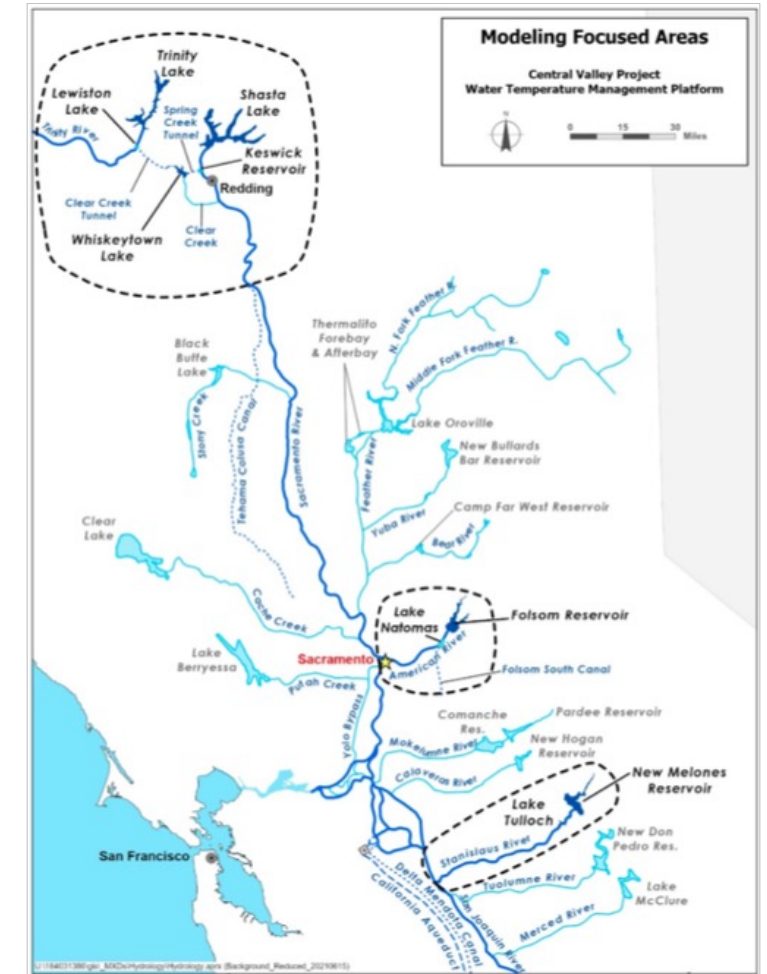 Modeling Focused Areas
Central Valley Project
Water Temperature Management Platform
N
0 15 30
Miles
Trinity
Lake
Lewiston
Lake
Shasta
Lake
Spring
Creek
Tunnel
Trinity River
Keswick
Reservoir
Redding
Clear Creek
Tunnel
Clear
Creek
Whiskeytown
Lake
Thermalito
Forebay
& Afterbay
N. Fork Feather R.
Middle Fork Feather R.
Black
Butte
Lake
Stony Creek
Tehama Colusa Canal
Sacramento River
Feather River
Lake Oroville
New Bullards
Bar Reservoir
Yuba River
Camp Far West Reservoir
Bear River
Clear
Lake
Cache Creek
Lake
Natomas
Folsom Reservoir
American River
Folsom South Canal
Sacramento
Lake
Berryessa
Putah Creek
Yolo Bypass
Comanche
Res.
Pardee Reservoir
Mokelumne River
New Hogan
Reservoir
Calaveras River
New Melones
Reservoir
Lake
Tulloch
Stanislaus River
New Don
Pedro Res.
Tuolumne River
Lake
McClure
Merced River
San Joaquin River
Delta Mendota Canal
California Aqueduct
San Francisco
(Background_Reduced_20210615)